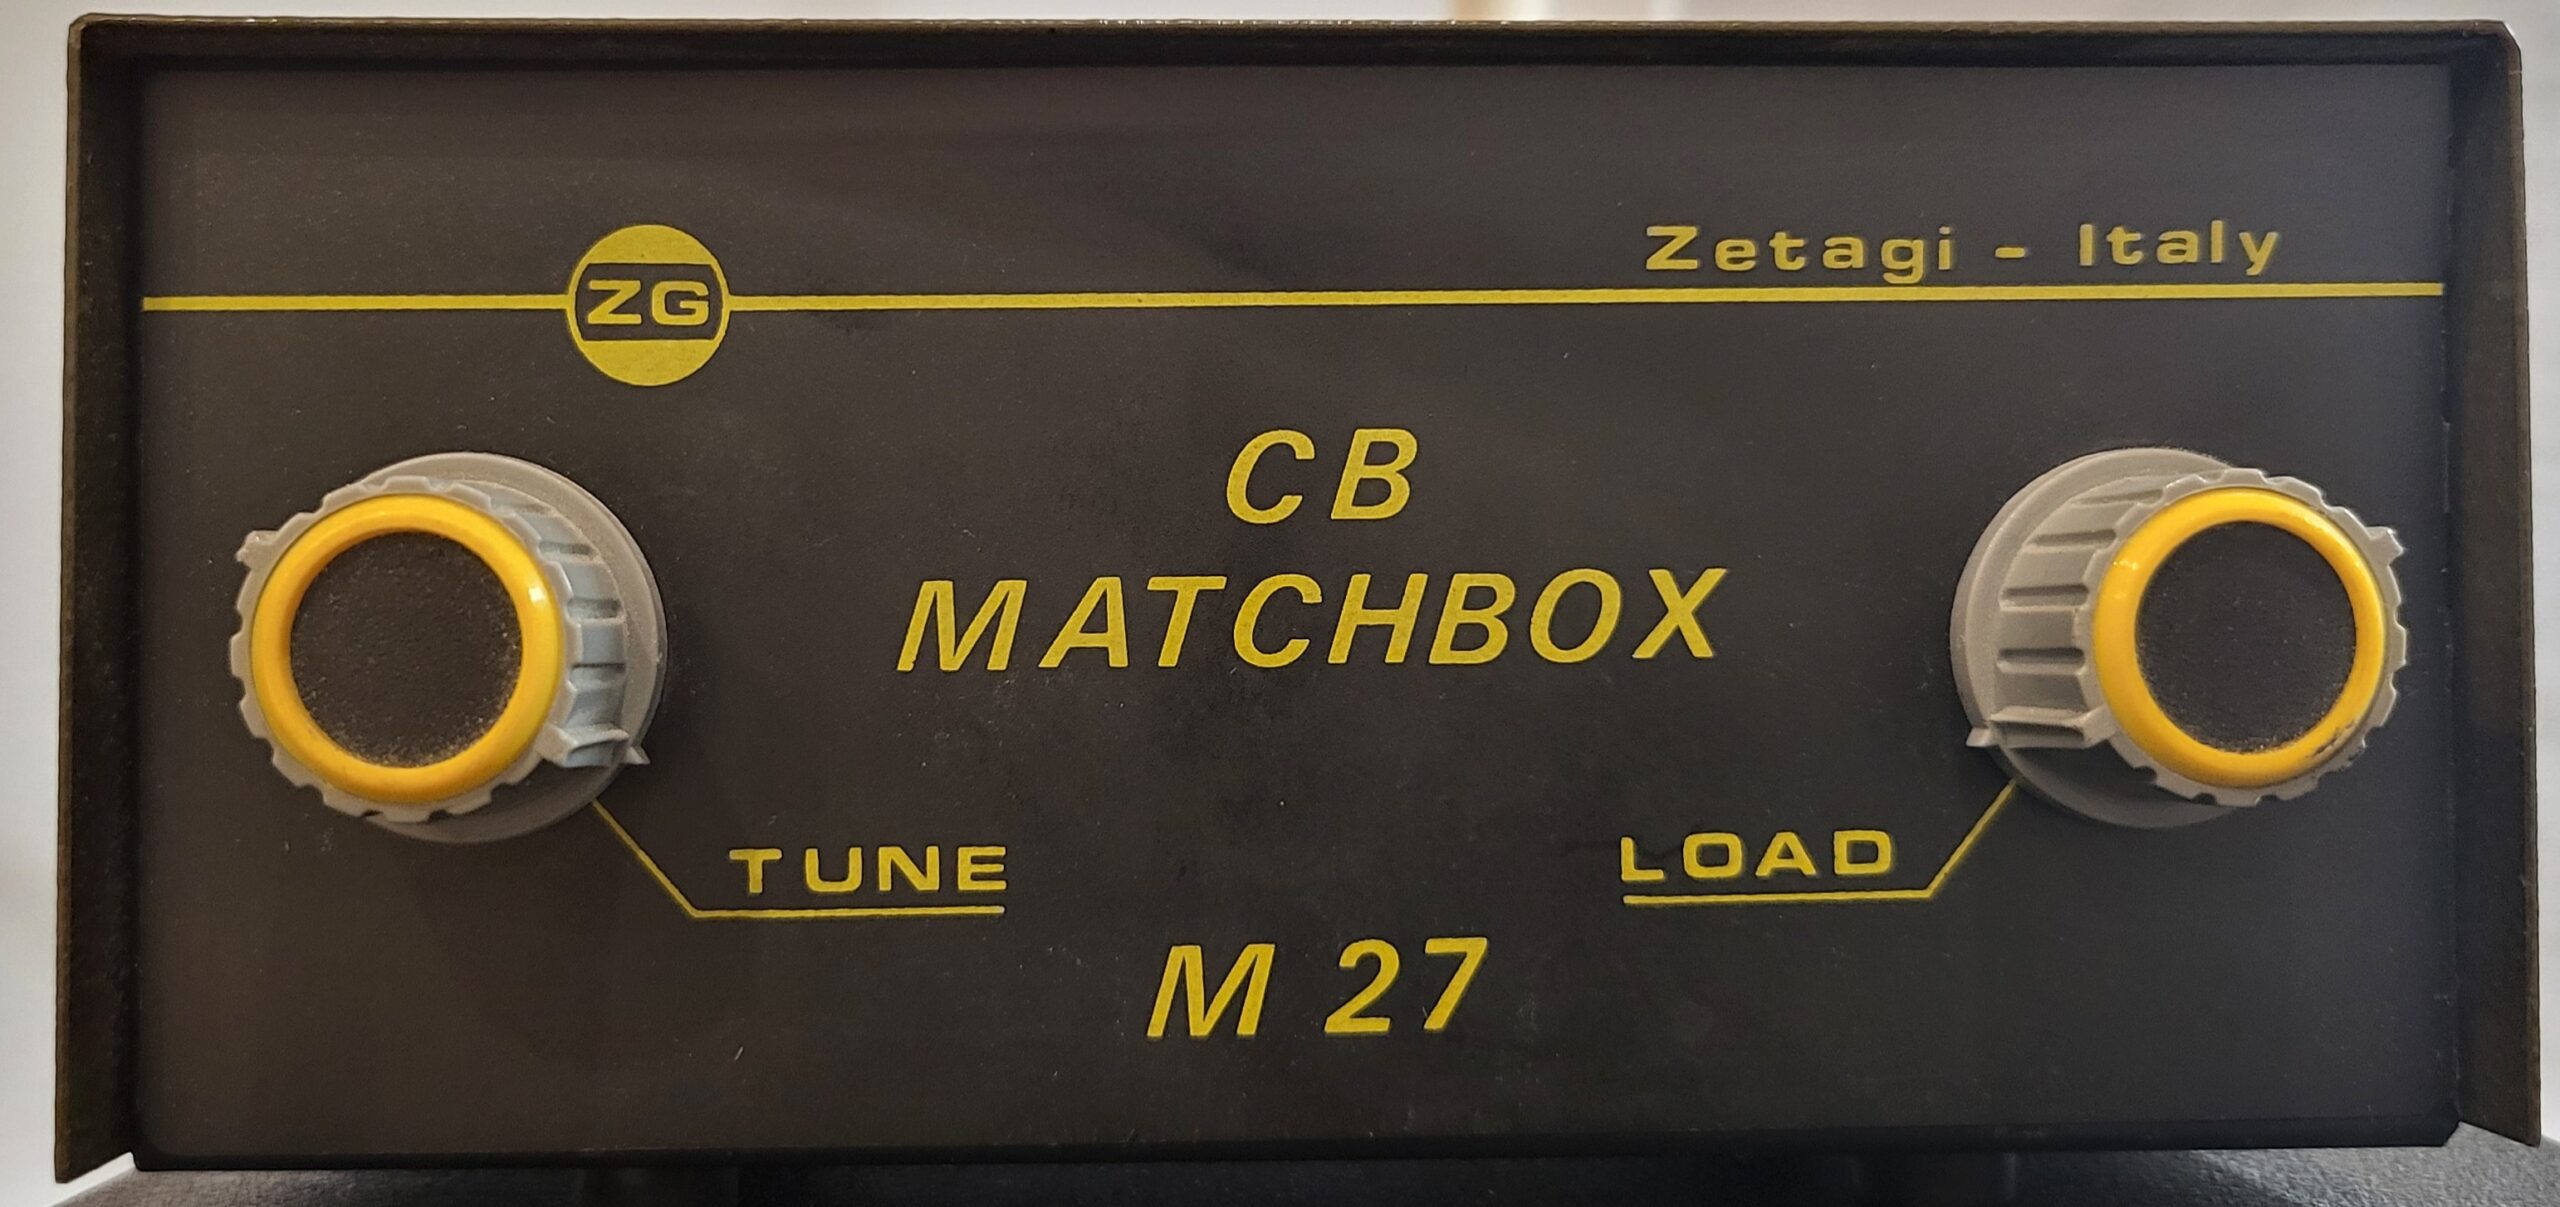 Zetagi - Italy
ZG
CB
MATCHBOX
TUNE
LOAD
M 27